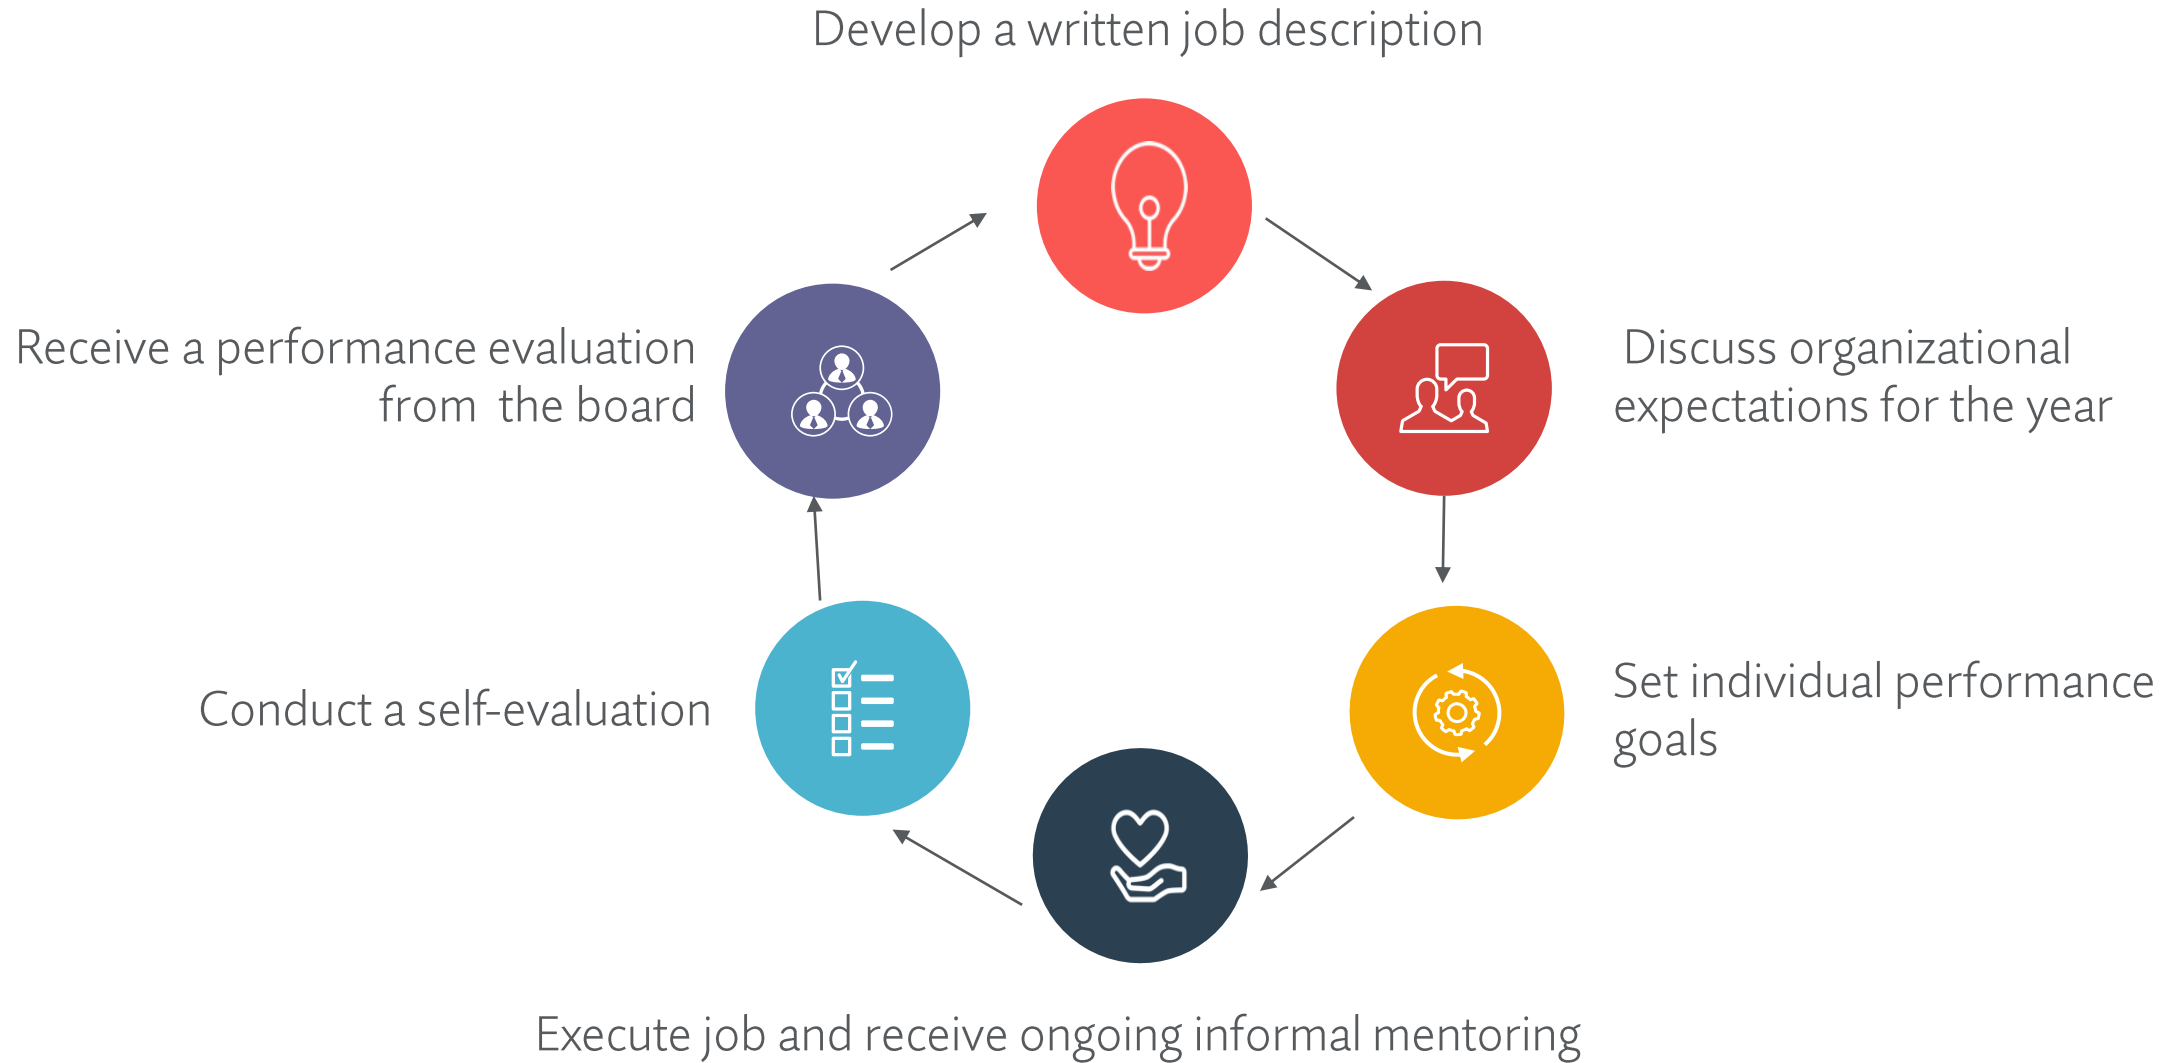 Develop a written job description
Discuss organizational
expectations for the year
Set individual performance
goals
Execute job and receive ongoing informal mentoring
Conduct a self-evaluation
Receive a performance evaluation
from the board